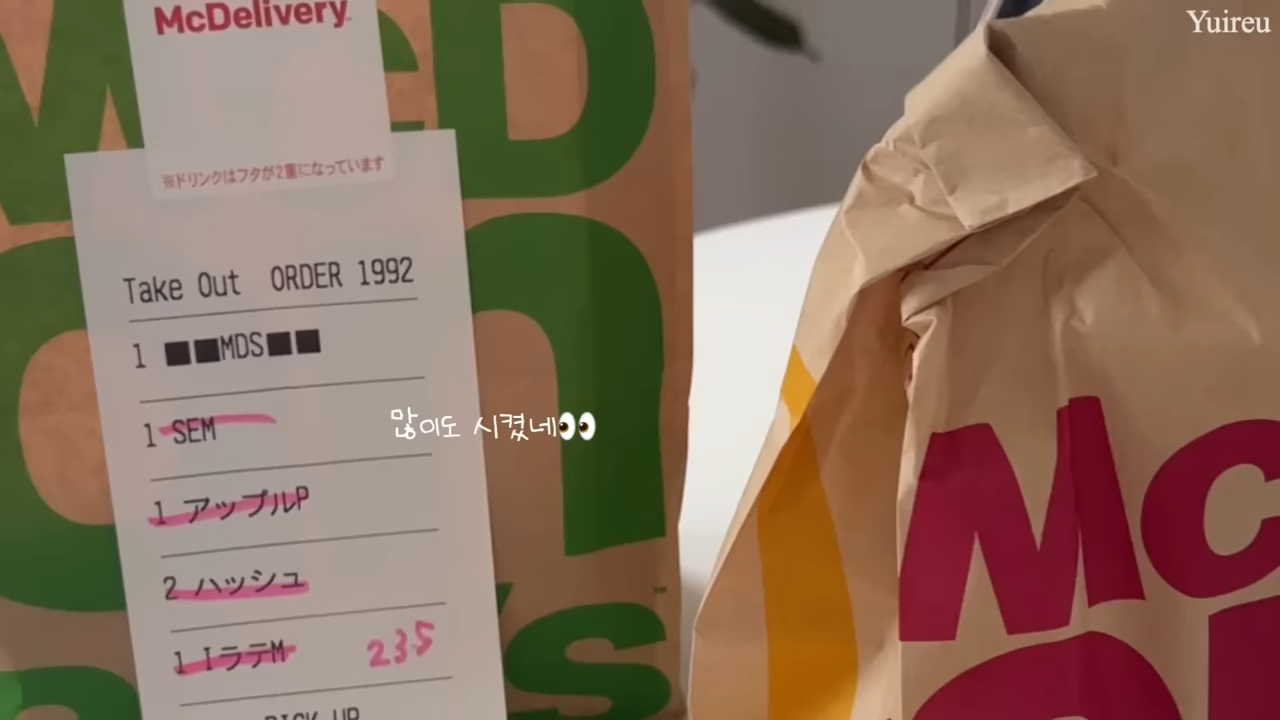 McDelivery
※ドリンクはフタが2重になっています
Take Out ORDER 1992
1 ■■MDS■■
1 SEM
1 アップルP
2 ハッシュ
1 IラテM 235
많이도 시켰네👀
Yuireu
McD
Mc